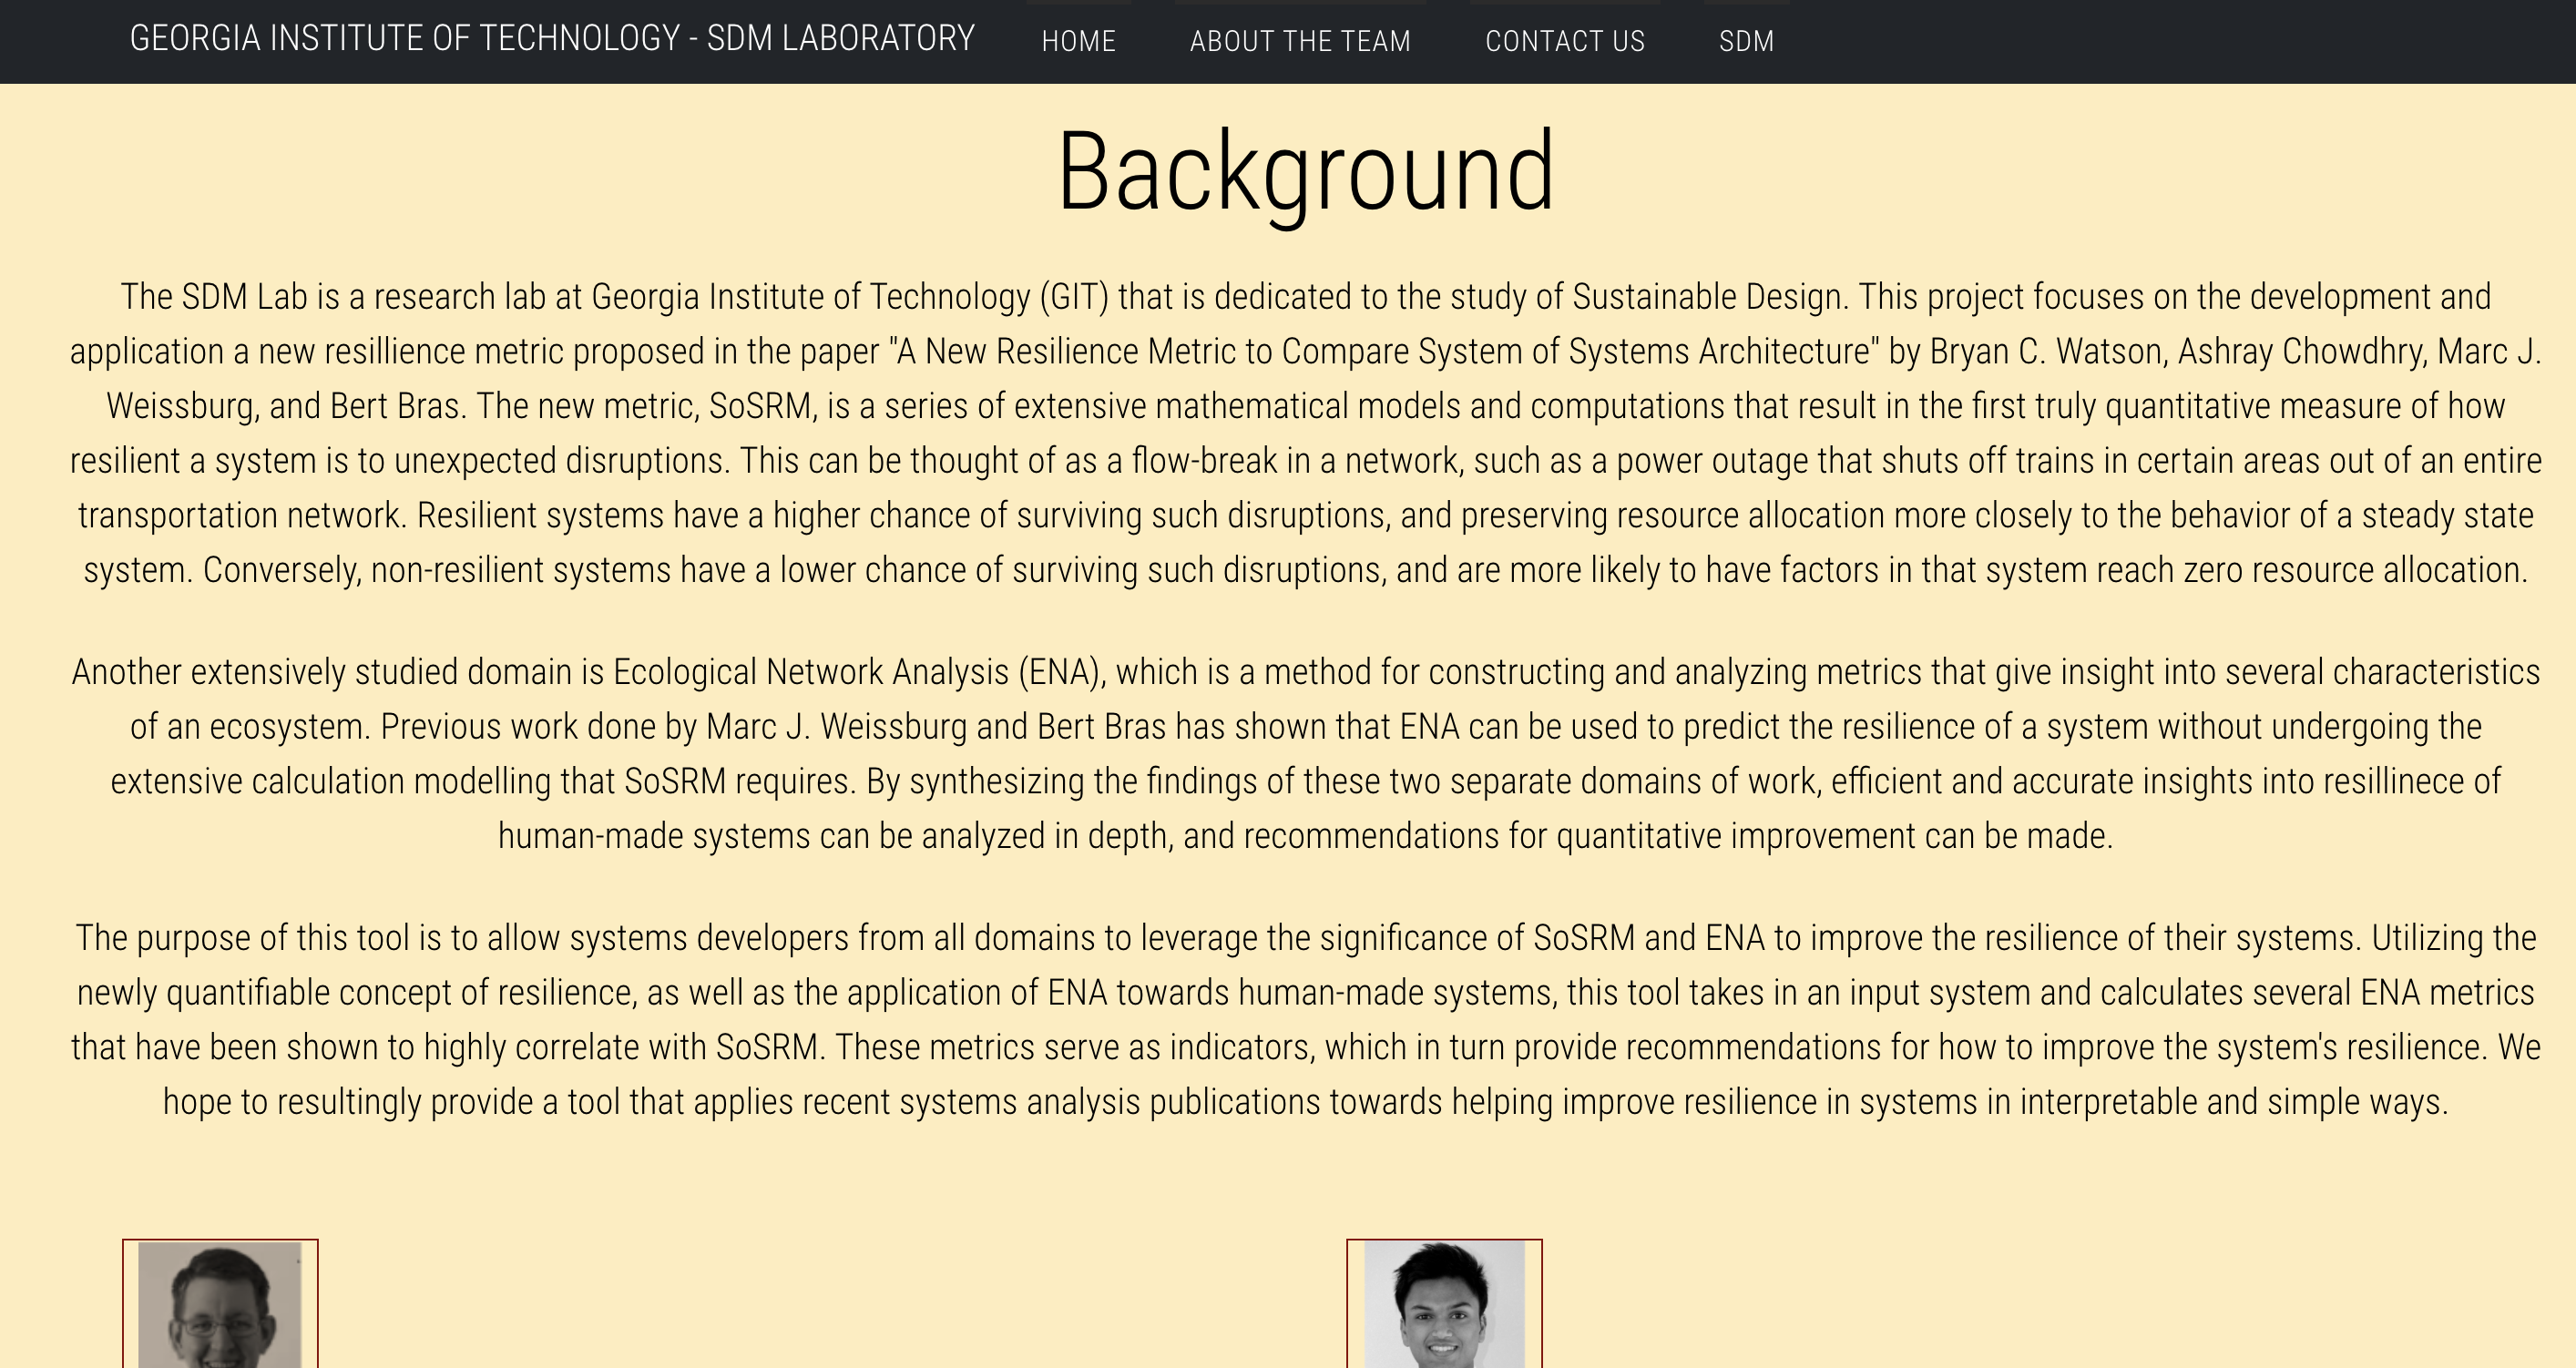 GEORGIA INSTITUTE OF TECHNOLOGY - SDM LABORATORY HOME ABOUT THE TEAM CONTACT US SDM
Background
The SDM Lab is a research lab at Georgia Institute of Technology (GIT) that is dedicated to the study of Sustainable Design. This project focuses on the development and
application a new resillience metric proposed in the paper "A New Resilience Metric to Compare System of Systems Architecture" by Bryan C. Watson, Ashray Chowdhry, Marc J.
Weissburg, and Bert Bras. The new metric, SoSRM, is a series of extensive mathematical models and computations that result in the first truly quantitative measure of how
resilient a system is to unexpected disruptions. This can be thought of as a flow-break in a network, such as a power outage that shuts off trains in certain areas out of an entire
transportation network. Resilient systems have a higher chance of surviving such disruptions, and preserving resource allocation more closely to the behavior of a steady state
system. Conversely, non-resilient systems have a lower chance of surviving such disruptions, and are more likely to have factors in that system reach zero resource allocation.
Another extensively studied domain is Ecological Network Analysis (ENA), which is a method for constructing and analyzing metrics that give insight into several characteristics
of an ecosystem. Previous work done by Marc J. Weissburg and Bert Bras has shown that ENA can be used to predict the resilience of a system without undergoing the
extensive calculation modelling that SoSRM requires. By synthesizing the findings of these two separate domains of work, efficient and accurate insights into resillinece of
human-made systems can be analyzed in depth, and recommendations for quantitative improvement can be made.
The purpose of this tool is to allow systems developers from all domains to leverage the significance of SoSRM and ENA to improve the resilience of their systems. Utilizing the
newly quantifiable concept of resilience, as well as the application of ENA towards human-made systems, this tool takes in an input system and calculates several ENA metrics
that have been shown to highly correlate with SoSRM. These metrics serve as indicators, which in turn provide recommendations for how to improve the system's resilience. We
hope to resultingly provide a tool that applies recent systems analysis publications towards helping improve resilience in systems in interpretable and simple ways.